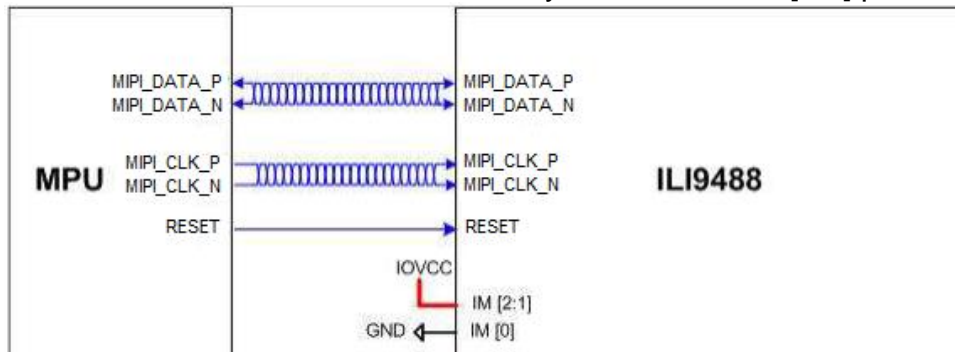 MIPI_DATA_P
MIPI_DATA_N
MIPI_CLK_P
MIPI_CLK_N
MPU
RESET
MIPI_DATA_P
MIPI_DATA_N
MIPI_CLK_P
MIPI_CLK_N
RESET
ILI9488
IOVCC
IM [2:1]
GND
IM [0]